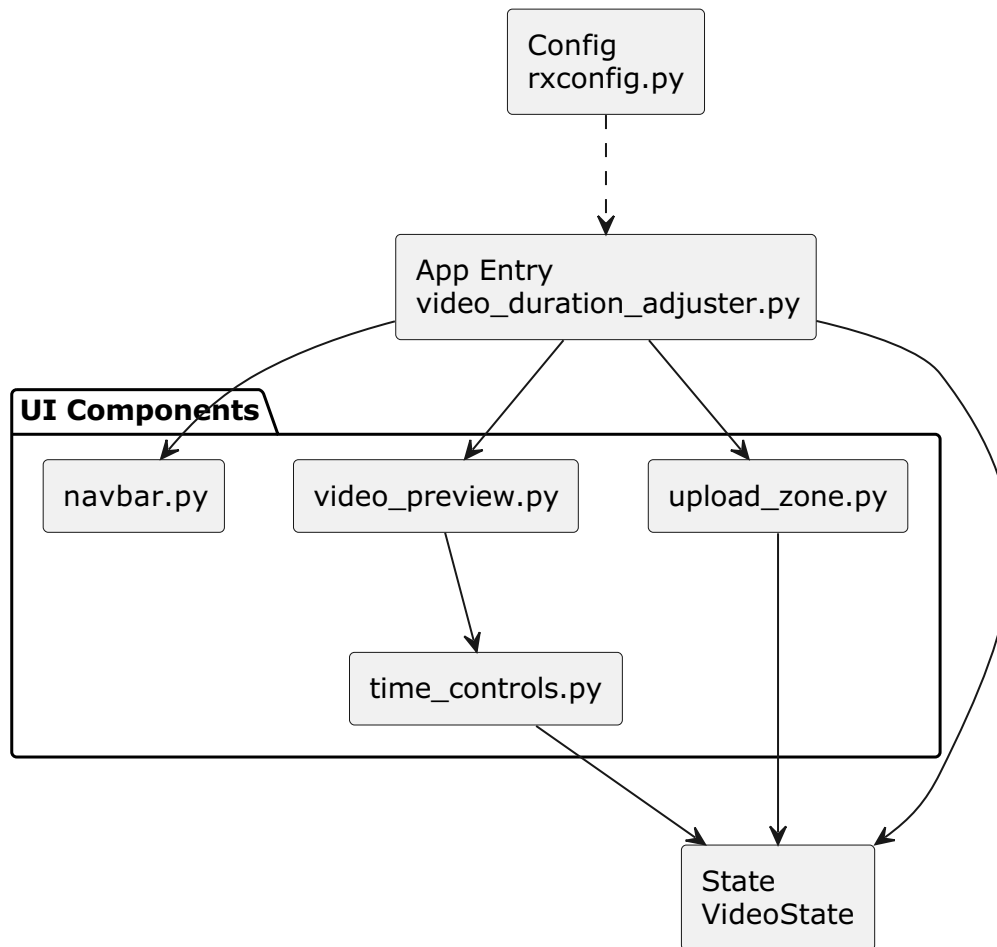 Config
rxconfig.py
App Entry
video_duration_adjuster.py
UI Components
navbar.py
video_preview.py
upload_zone.py
time_controls.py
State
VideoState